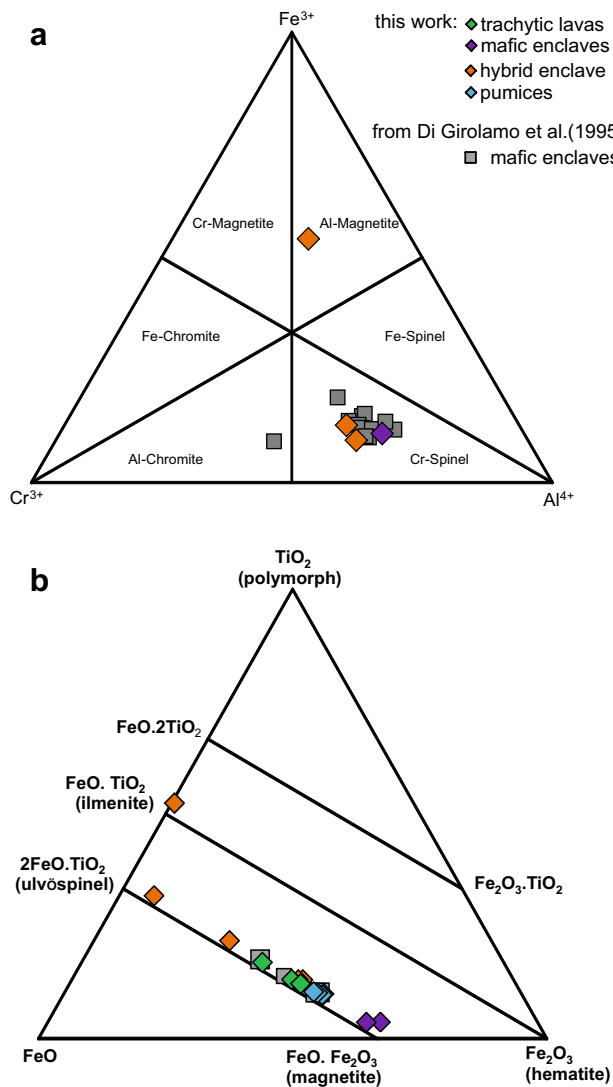 a
Fe³⁺
this work:
trachytic lavas
mafic enclaves
hybrid enclave
pumices
from Di Girolamo et al.(1995
mafic enclaves
Cr-Magnetite
Al-Magnetite
Fe-Chromite
Fe-Spinel
Al-Chromite
Cr-Spinel
Cr³⁺
Al⁴⁺
b
TiO₂
(polymorph)
FeO.2TiO₂
FeO. TiO₂
(ilmenite)
2FeO.TiO₂
(ulvöspinel)
Fe₂O₃.TiO₂
FeO
FeO. Fe₂O₃
(magnetite)
Fe₂O₃
(hematite)